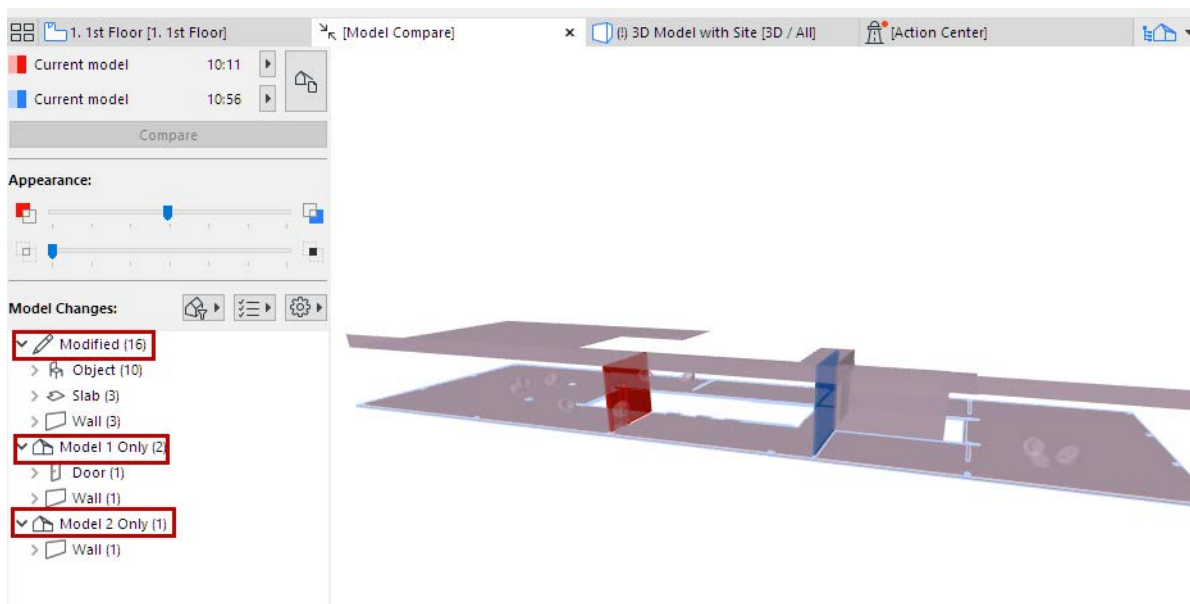 1. 1st Floor [1. 1st Floor]
[Model Compare]
(!) 3D Model with Site [3D / All]
[Action Center]
Current model 10:11
Current model 10:56
Compare
Appearance:
Model Changes:
Modified (16)
Object (10)
Slab (3)
Wall (3)
Model 1 Only (2)
Door (1)
Wall (1)
Model 2 Only (1)
Wall (1)